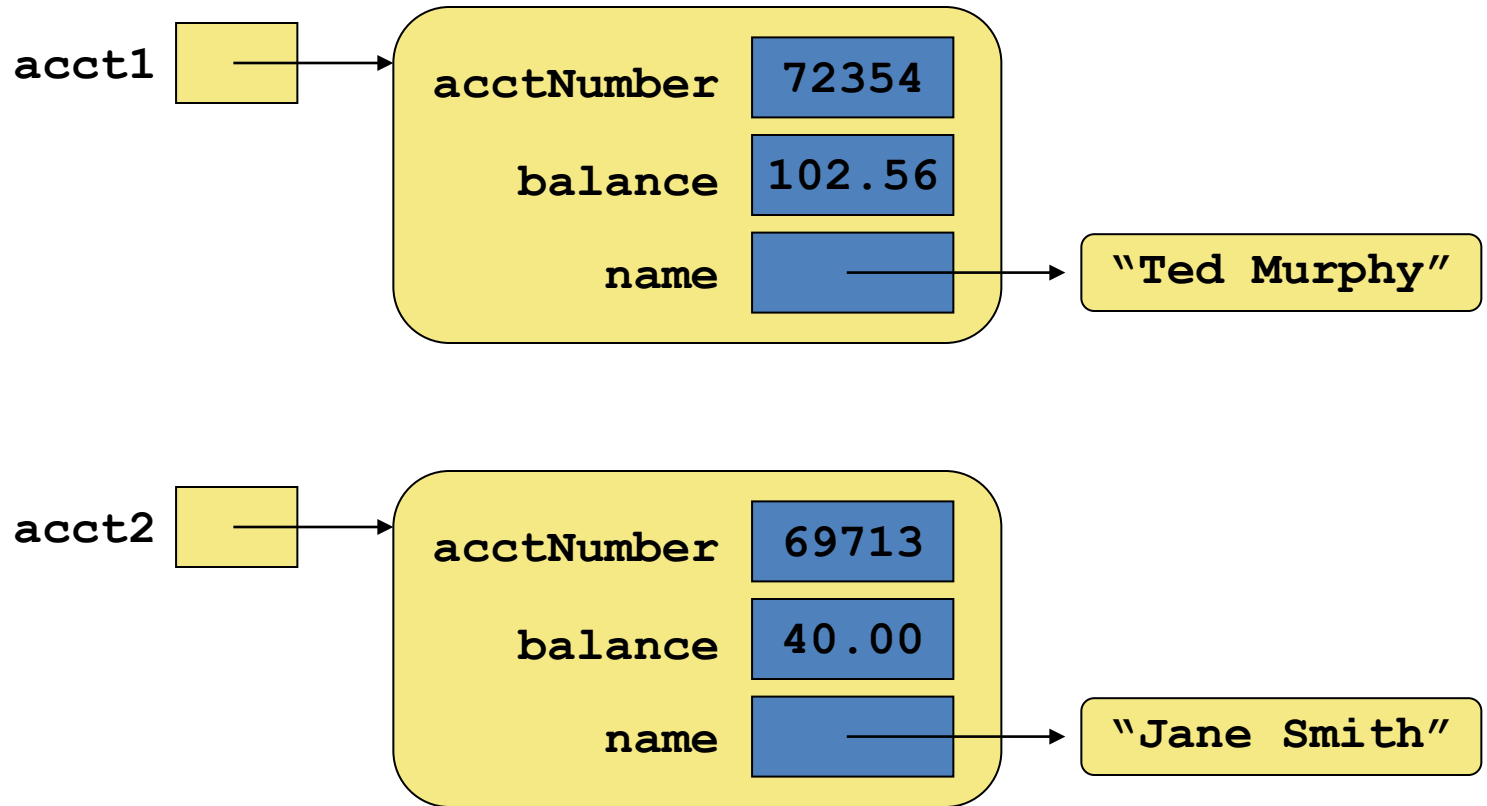 acct1
acctNumber 72354
balance 102.56
name “Ted Murphy”
acct2
acctNumber 69713
balance 40.00
name “Jane Smith”